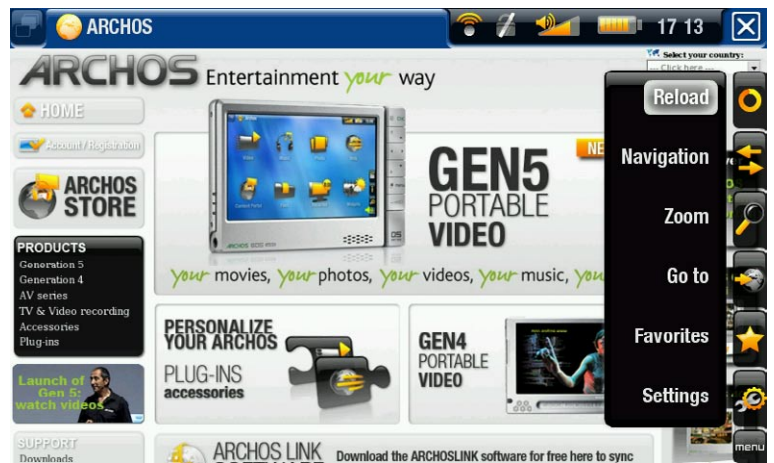 ARCHOS
17 13
Select your country:
--- Click here ---
ARCHOS Entertainment your way
HOME
Account / Registration
ARCHOS
STORE
PRODUCTS
Generation 5
Generation 4
AV series
TV & Video recording
Accessories
Plug-ins
Launch of
Gen 5:
watch videos
SUPPORT
Downloads
GEN5
PORTABLE
VIDEO
your movies, your photos, your videos, your music, you
PERSONALIZE
YOUR ARCHOS
PLUG-INS
accessories
GEN4
PORTABLE
VIDEO
ARCHOS LINK
Download the ARCHOSLINK software for free here to sync
Reload
Navigation
Zoom
Go to
Favorites
Settings
menu